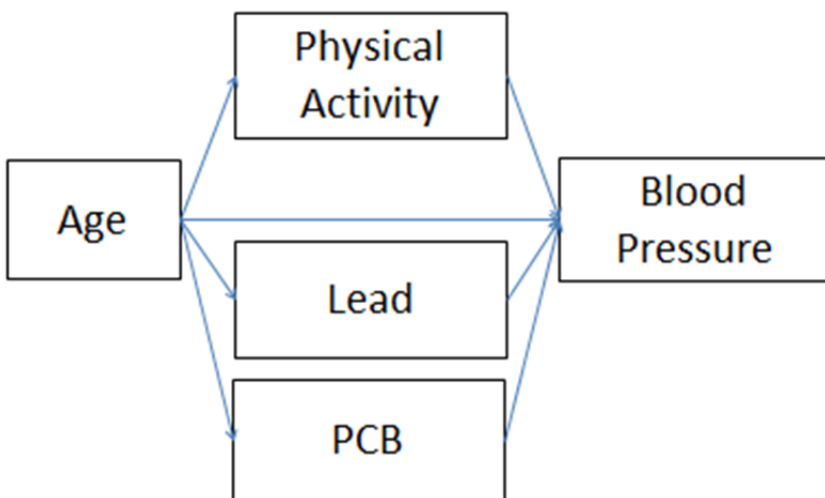 Physical
Activity
Age
Blood
Pressure
Lead
PCB